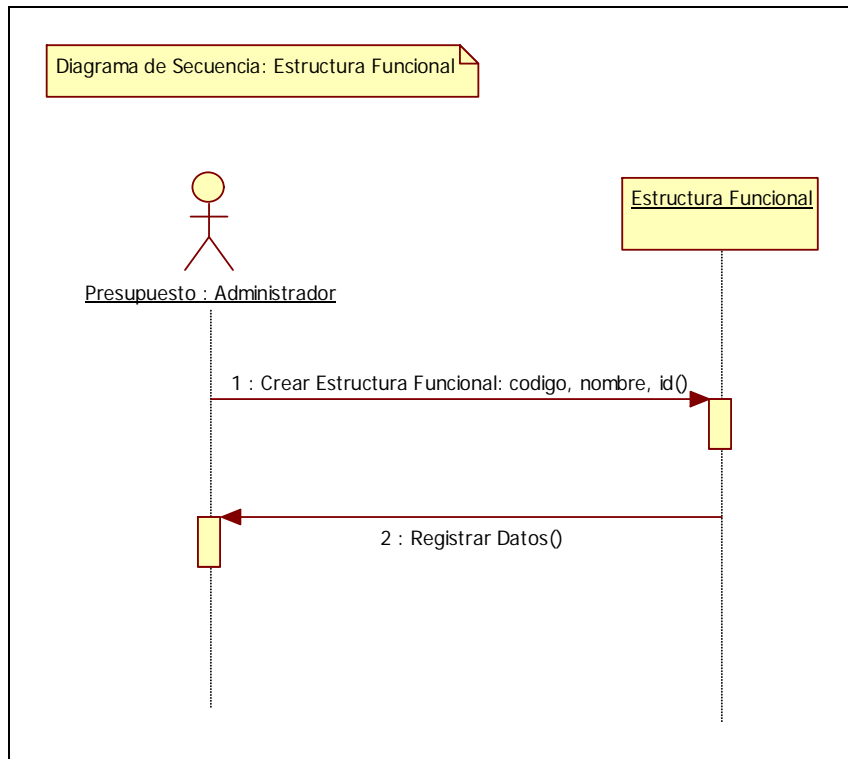 Diagrama de Secuencia: Estructura Funcional
Estructura Funcional
Presupuesto : Administrador
1 : Crear Estructura Funcional: codigo, nombre, id()
2 : Registrar Datos()